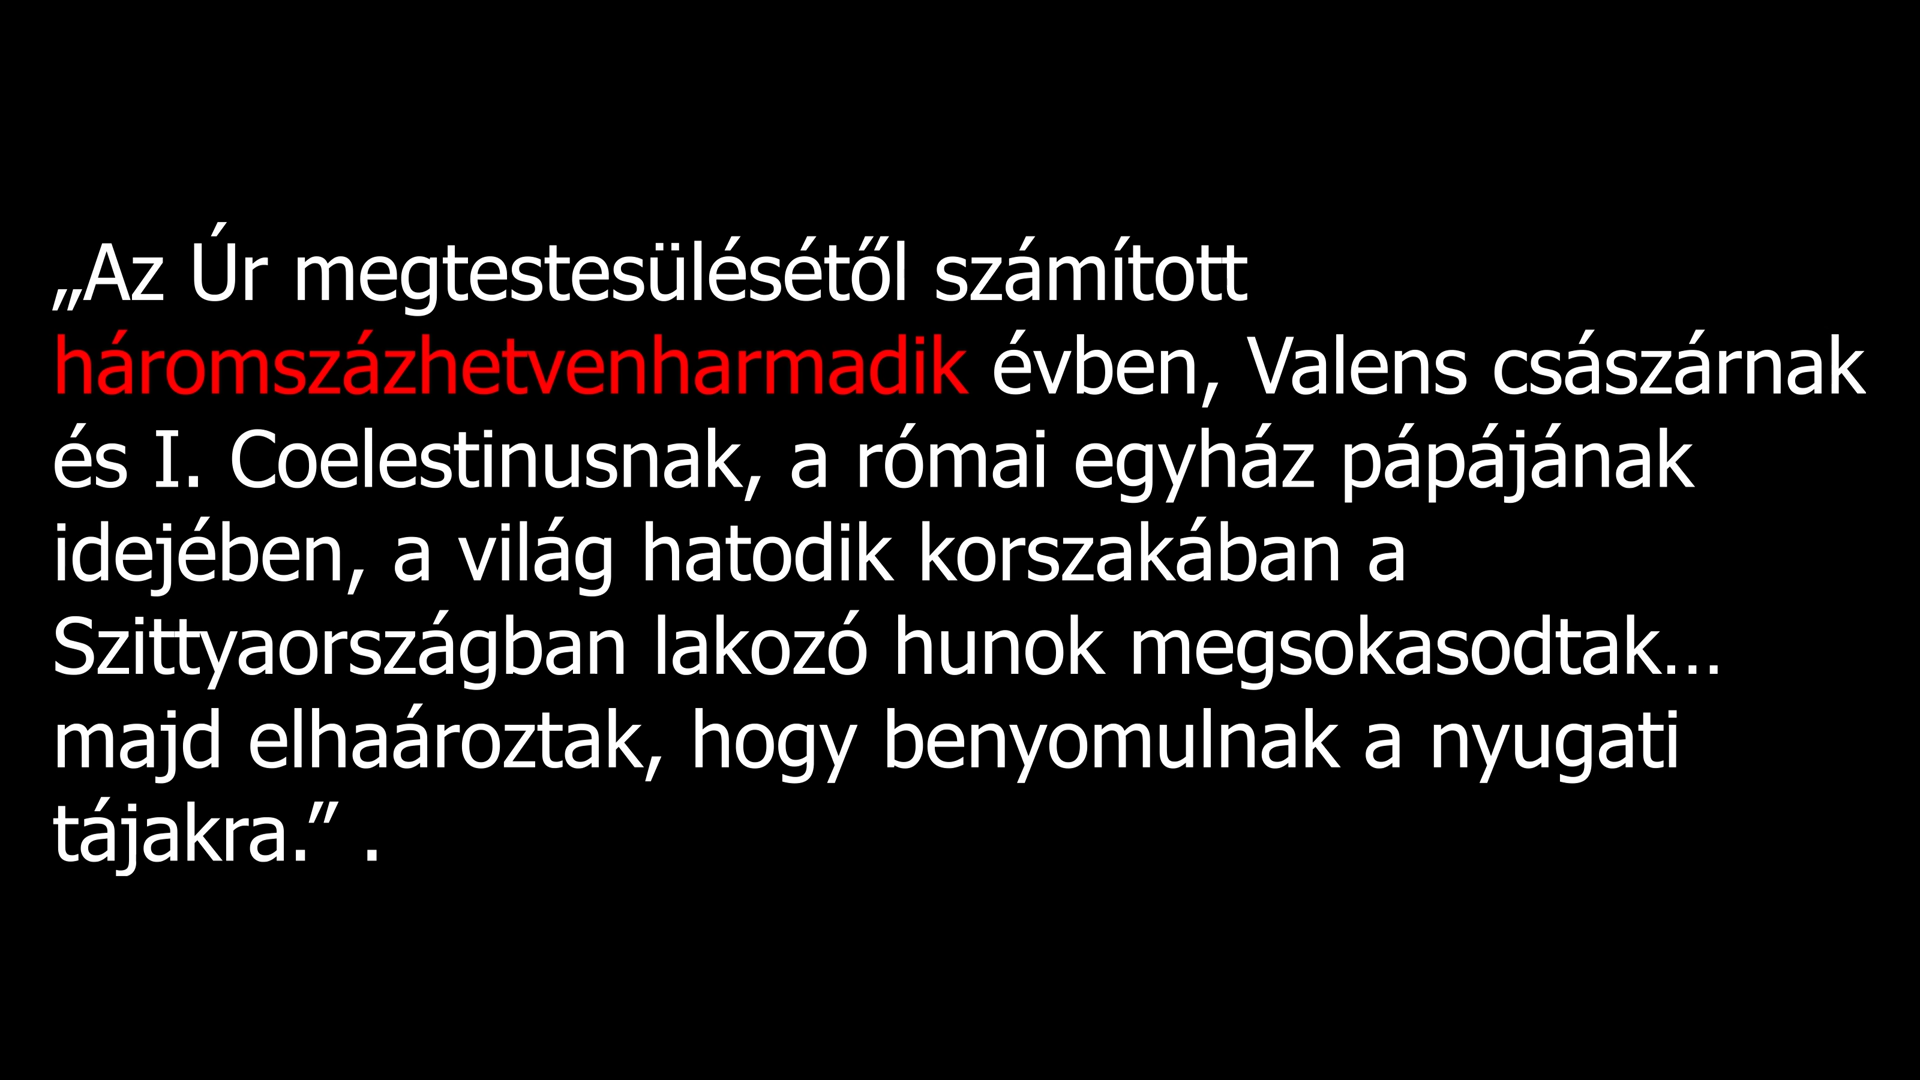 „Az Úr megtestesülésétől számított
háromszázhetvenharmadik évben, Valens császárnak
és I. Coelestinusnak, a római egyház pápájának
idejében, a világ hatodik korszakában a
Szittyaországban lakozó hunok megsokasodtak…
majd elhaároztak, hogy benyomulnak a nyugati
tájakra.” .